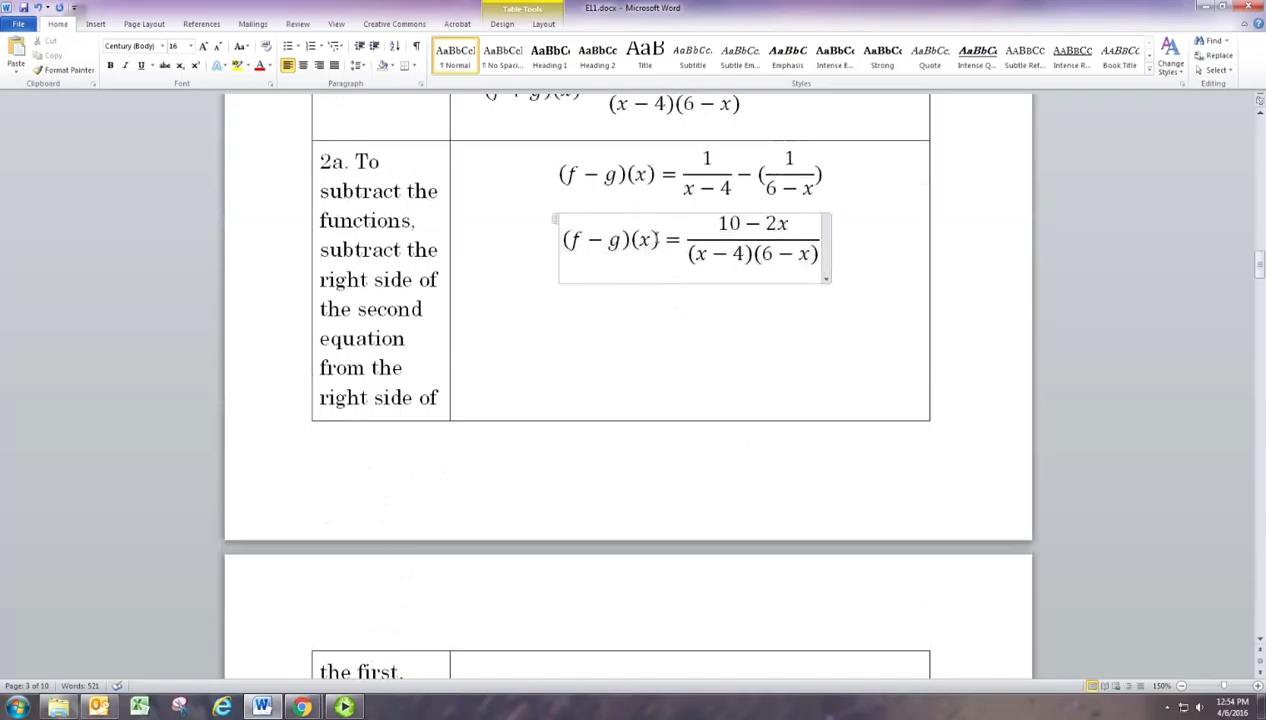 E11.docx - Microsoft Word
Table Tools
File Home Insert Page Layout References Mailings Review View Creative Commons Acrobat Design Layout
Cut
Copy
Format Painter
Paste
Clipboard
Century (Body) 16
Font
Paragraph
AaBbCc AaBbCc AaBbCc AaBbCc AaB AaBbCc. AaBbCc. AaBbCc AaBbCc AaBbCc AaBbCc AaBbCc AaBbCc AaBbCc AaBbCc.
¶ Normal ¶ No Spaci... Heading 1 Heading 2 Title Subtitle Subtle Em... Emphasis Intense E... Strong Quote Intense Q... Subtle Ref... Intense R... Book Title
Change Styles
Styles
Find
Replace
Select
Editing
(x − 4)(6 − x)
2a. To
subtract the
functions,
subtract the
right side of
the second
equation
from the
right side of
(f − g)(x) = 1/(x − 4) − (1/(6 − x))
(f − g)(x) = (10 − 2x)/((x − 4)(6 − x))
the first.
Page: 3 of 10 Words: 521
150%
12:54 PM
4/6/2016